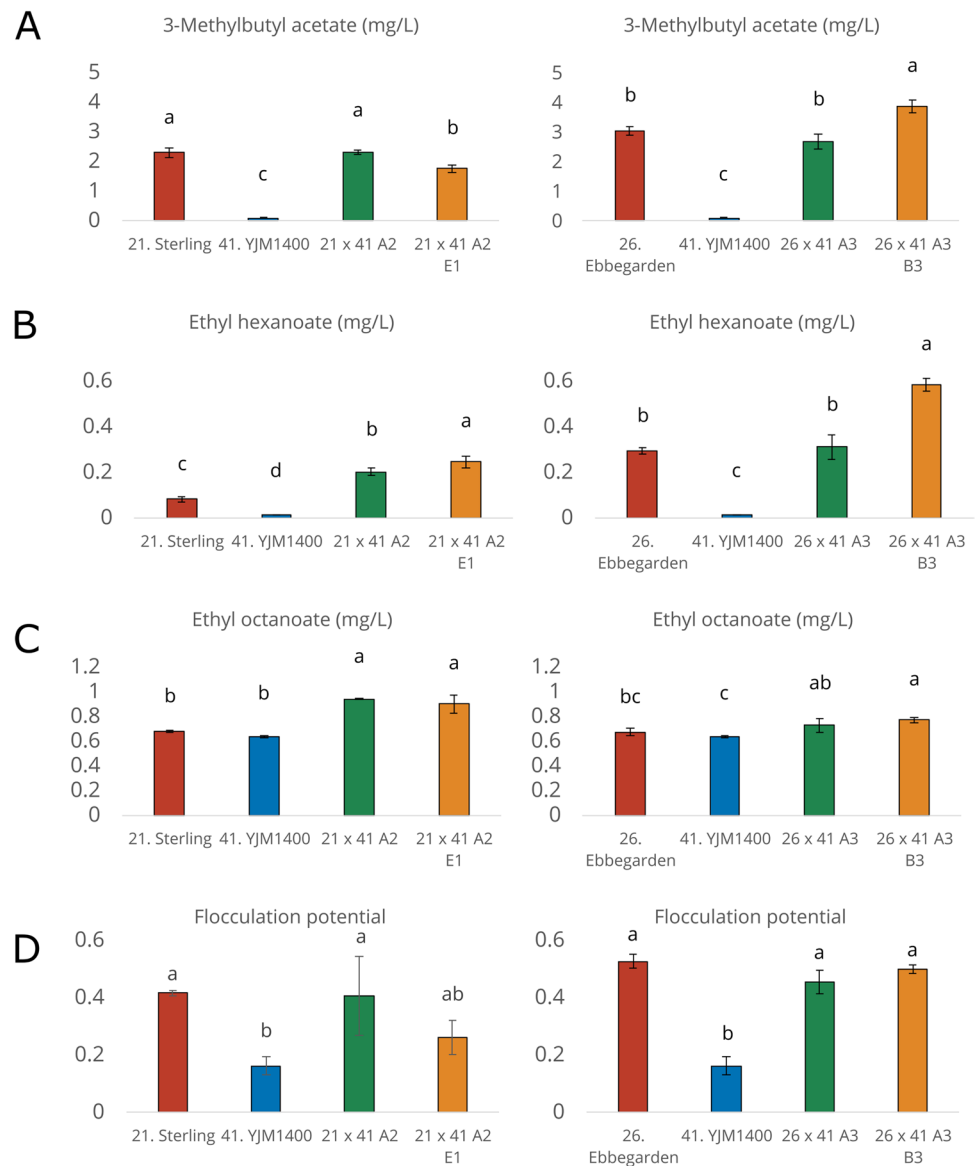 A
3-Methylbutyl acetate (mg/L)
5
4
3
2
1
0
a
c
a
b
21. Sterling
41. YJM1400
21 x 41 A2
21 x 41 A2
E1
3-Methylbutyl acetate (mg/L)
5
4
3
2
1
0
b
c
b
a
26.
Ebbegarden
41. YJM1400
26 x 41 A3
26 x 41 A3
B3
B
Ethyl hexanoate (mg/L)
0.6
0.4
0.2
0
c
d
b
a
21. Sterling
41. YJM1400
21 x 41 A2
21 x 41 A2
E1
Ethyl hexanoate (mg/L)
0.6
0.4
0.2
0
b
c
b
a
26.
Ebbegarden
41. YJM1400
26 x 41 A3
26 x 41 A3
B3
C
Ethyl octanoate (mg/L)
1.2
1
0.8
0.6
0.4
0.2
0
b
b
a
a
21. Sterling
41. YJM1400
21 x 41 A2
21 x 41 A2
E1
Ethyl octanoate (mg/L)
1.2
1
0.8
0.6
0.4
0.2
0
bc
c
ab
a
26.
Ebbegarden
41. YJM1400
26 x 41 A3
26 x 41 A3
B3
D
Flocculation potential
0.6
0.4
0.2
0
a
b
a
ab
21. Sterling
41. YJM1400
21 x 41 A2
21 x 41 A2
E1
Flocculation potential
0.6
0.4
0.2
0
a
b
a
a
26.
Ebbegarden
41. YJM1400
26 x 41 A3
26 x 41 A3
B3